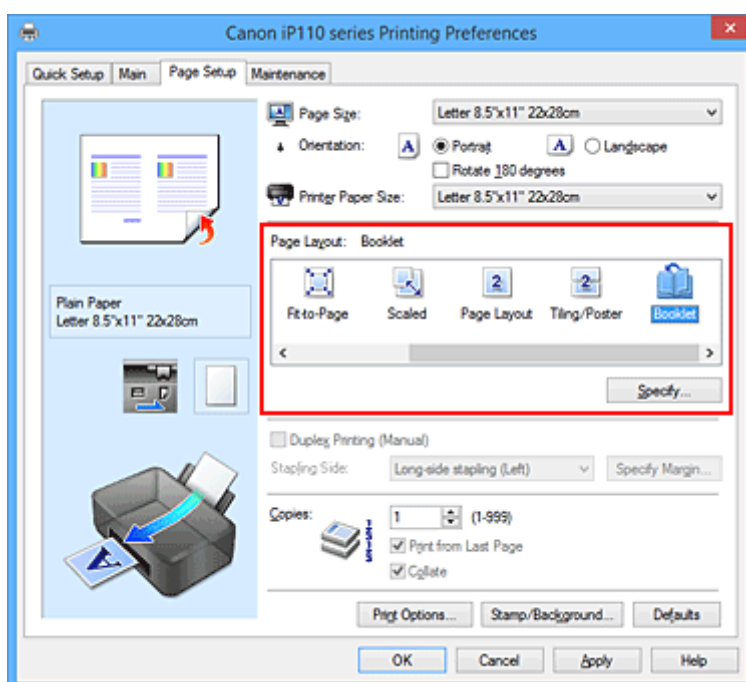 Canon iP110 series Printing Preferences
Quick Setup Main Page Setup Maintenance
Page Size: Letter 8.5"x11" 22x28cm
Orientation: A Portrait A Landscape
Rotate 180 degrees
Printer Paper Size: Letter 8.5"x11" 22x28cm
Page Layout: Booklet
Fit-to-Page Scaled Page Layout Tiling/Poster Booklet
Specify...
Plain Paper
Letter 8.5"x11" 22x28cm
Duplex Printing (Manual)
Stapling Side: Long-side stapling (Left) Specify Margin...
Copies: 1 (1-999)
Print from Last Page
Collate
Print Options... Stamp/Background... Defaults
OK Cancel Apply Help